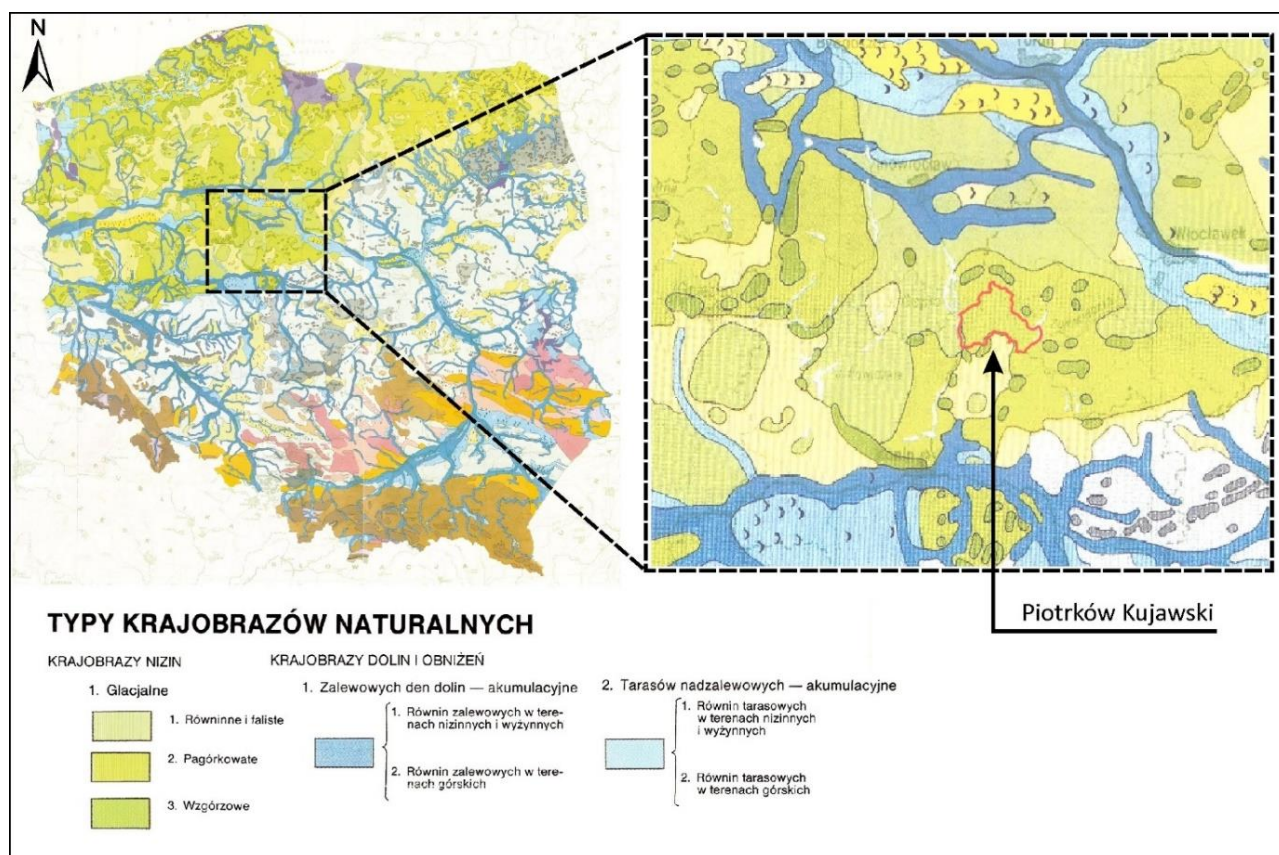 N
Toruń
Inowrocław
Włocławek
Piotrków Kujawski
TYPY KRAJOBRAZÓW NATURALNYCH
KRAJOBRAZY NIZIN
1. Glacjalne
1. Równinne i faliste
2. Pagórkowate
3. Wzgórzowe
KRAJOBRAZY DOLIN I OBNIŻEŃ
1. Zalewowych den dolin — akumulacyjne
1. Równin zalewowych w tere-
nach nizinnych i wyżynnych
2. Równin zalewowych w tere-
nach górskich
2. Tarasów nadzalewowych — akumulacyjne
1. Równin tarasowych
w terenach nizinnych
i wyżynnych
2. Równin tarasowych
w terenach górskich